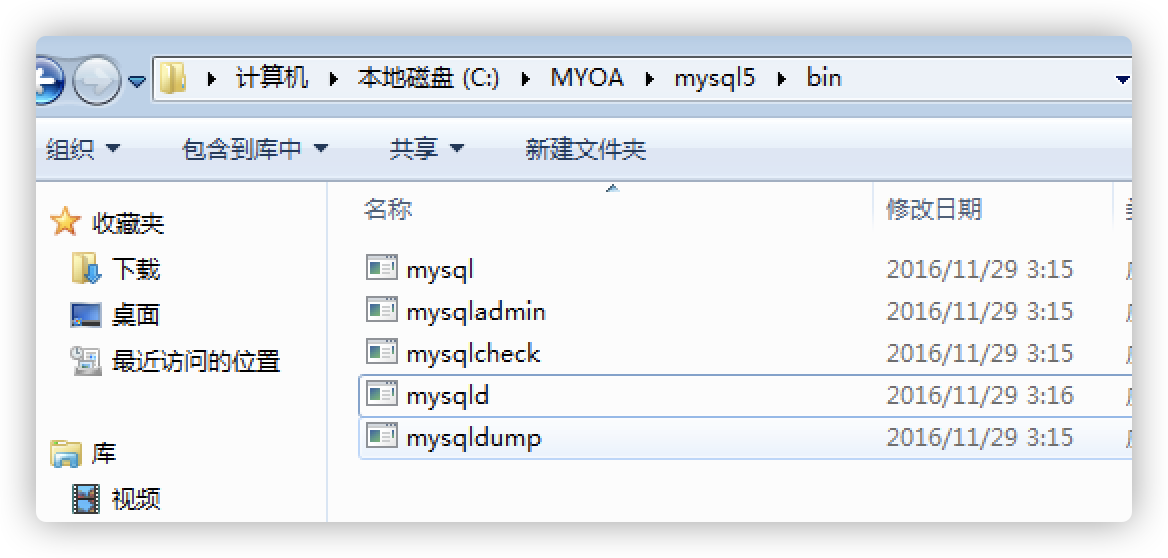 计算机 本地磁盘 (C:) MYOA mysql5 bin
组织 包含到库中 共享 新建文件夹
名称 修改日期
收藏夹
下载
桌面
最近访问的位置
库
视频
mysql 2016/11/29 3:15
mysqladmin 2016/11/29 3:15
mysqlcheck 2016/11/29 3:15
mysqld 2016/11/29 3:16
mysqldump 2016/11/29 3:15